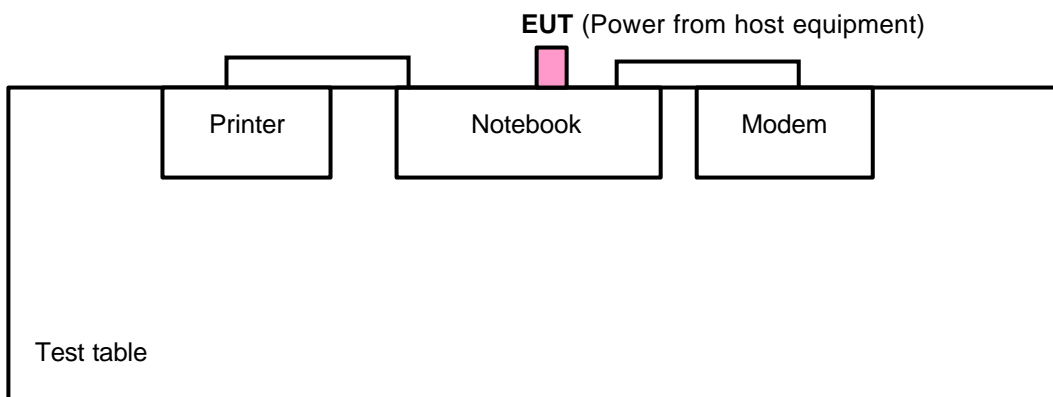 EUT (Power from host equipment)
Printer
Notebook
Modem
Test table